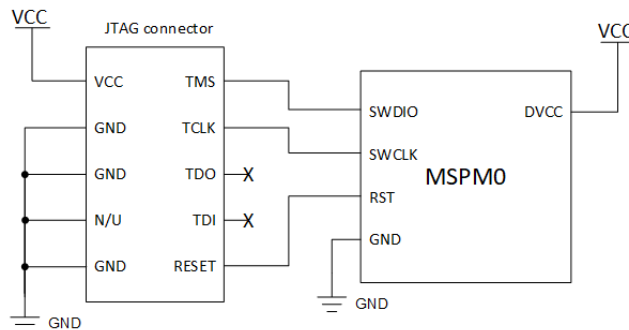 VCC
JTAG connector
VCC
VCC TMS
GND TCLK
GND TDO
N/U TDI
GND RESET
GND
SWDIO DVCC
SWCLK
MSPM0
RST
GND
GND